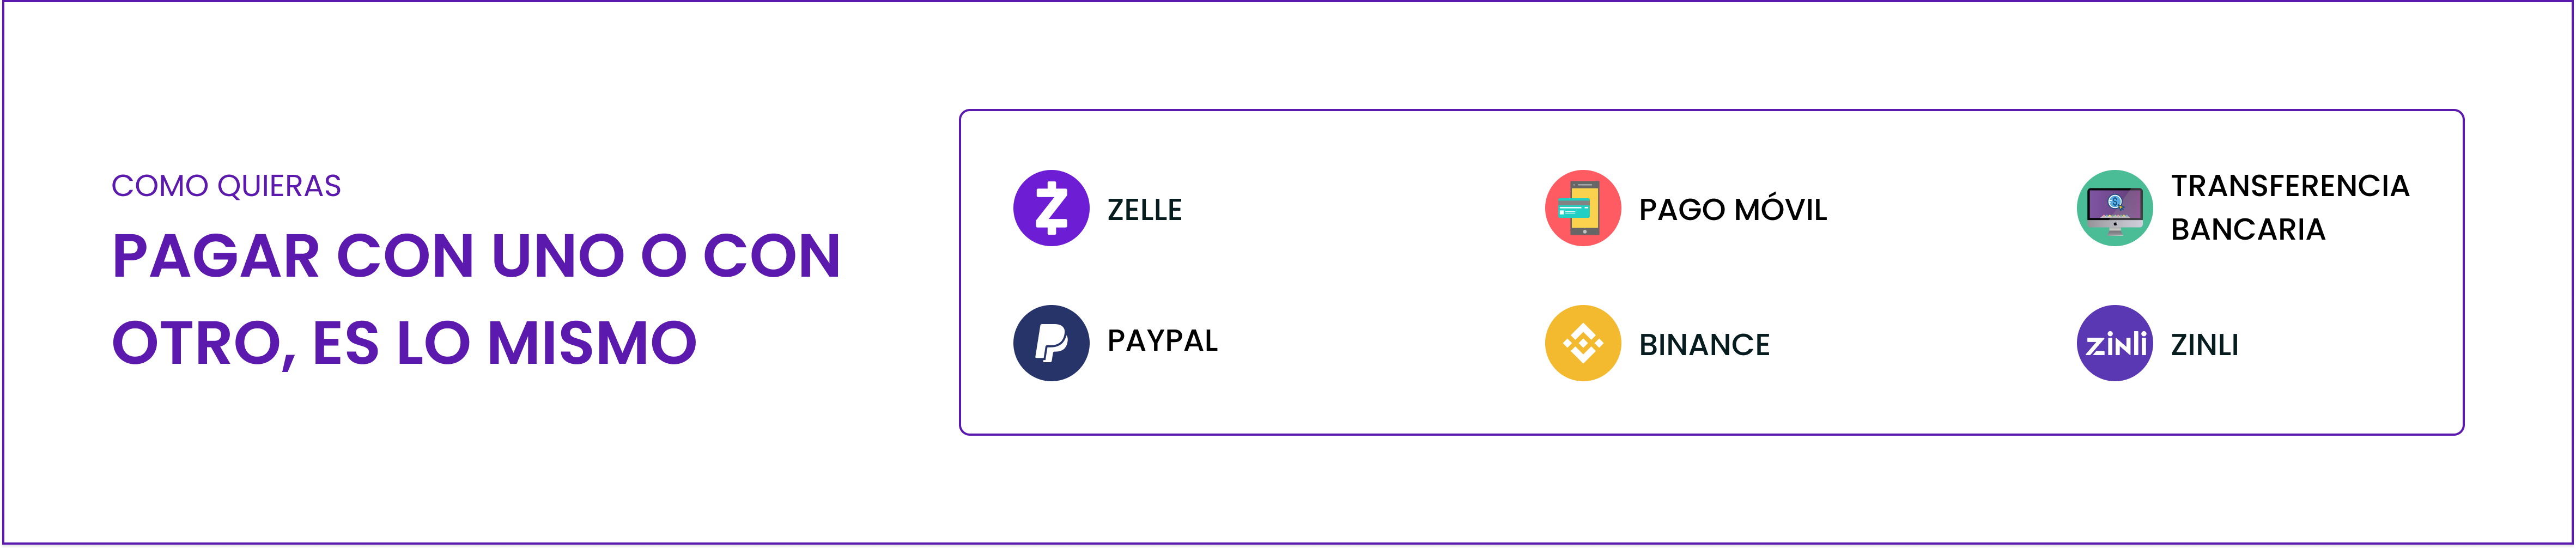 COMO QUIERAS
PAGAR CON UNO O CON
OTRO, ES LO MISMO
ZELLE
PAGO MÓVIL
TRANSFERENCIA
BANCARIA
PAYPAL
BINANCE
zinli
ZINLI